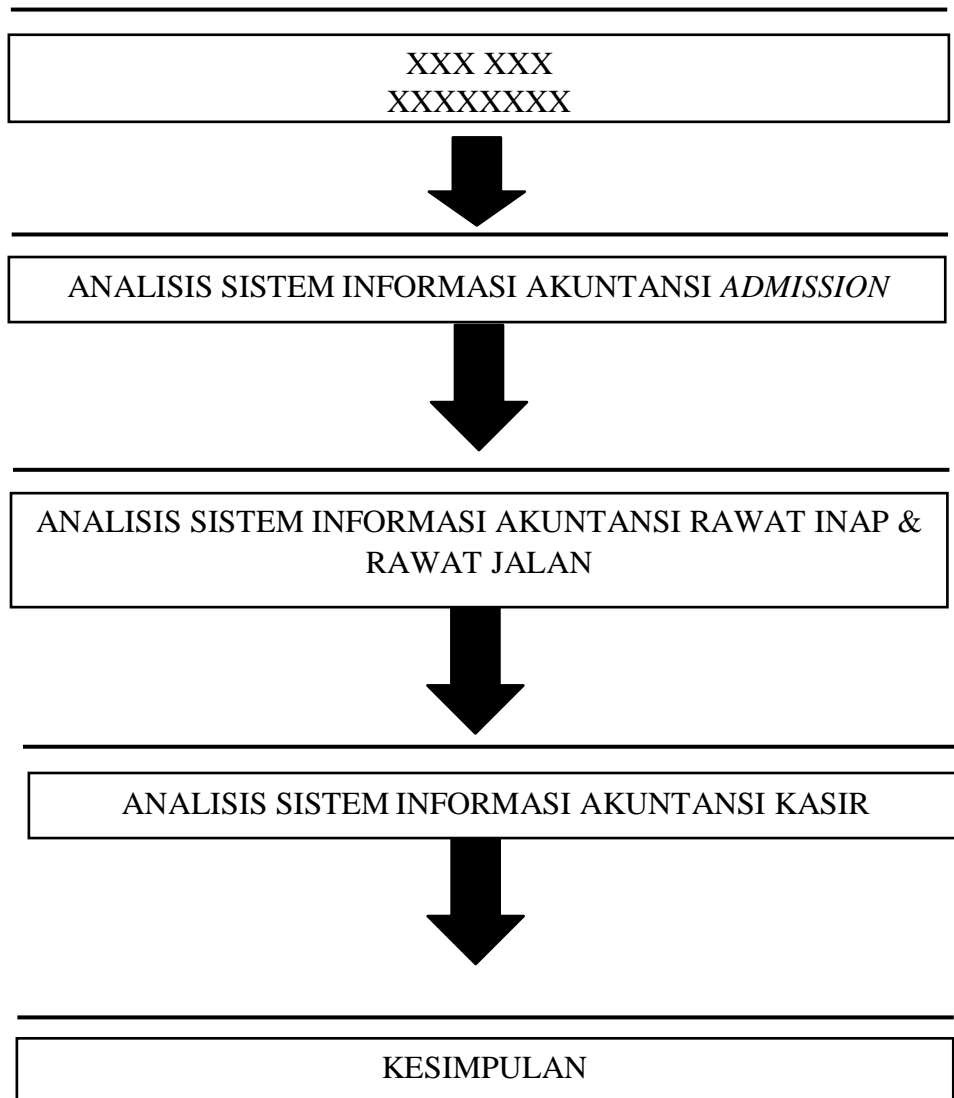 XXX XXX
XXXXXXXX
ANALISIS SISTEM INFORMASI AKUNTANSI ADMISSION
ANALISIS SISTEM INFORMASI AKUNTANSI RAWAT INAP &
RAWAT JALAN
ANALISIS SISTEM INFORMASI AKUNTANSI KASIR
KESIMPULAN